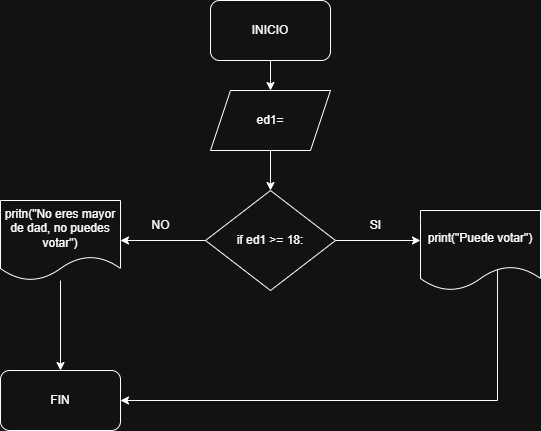 INICIO
ed1=
if ed1 >= 18:
NO
SI
pritn("No eres mayor
de dad, no puedes
votar")
print("Puede votar")
FIN